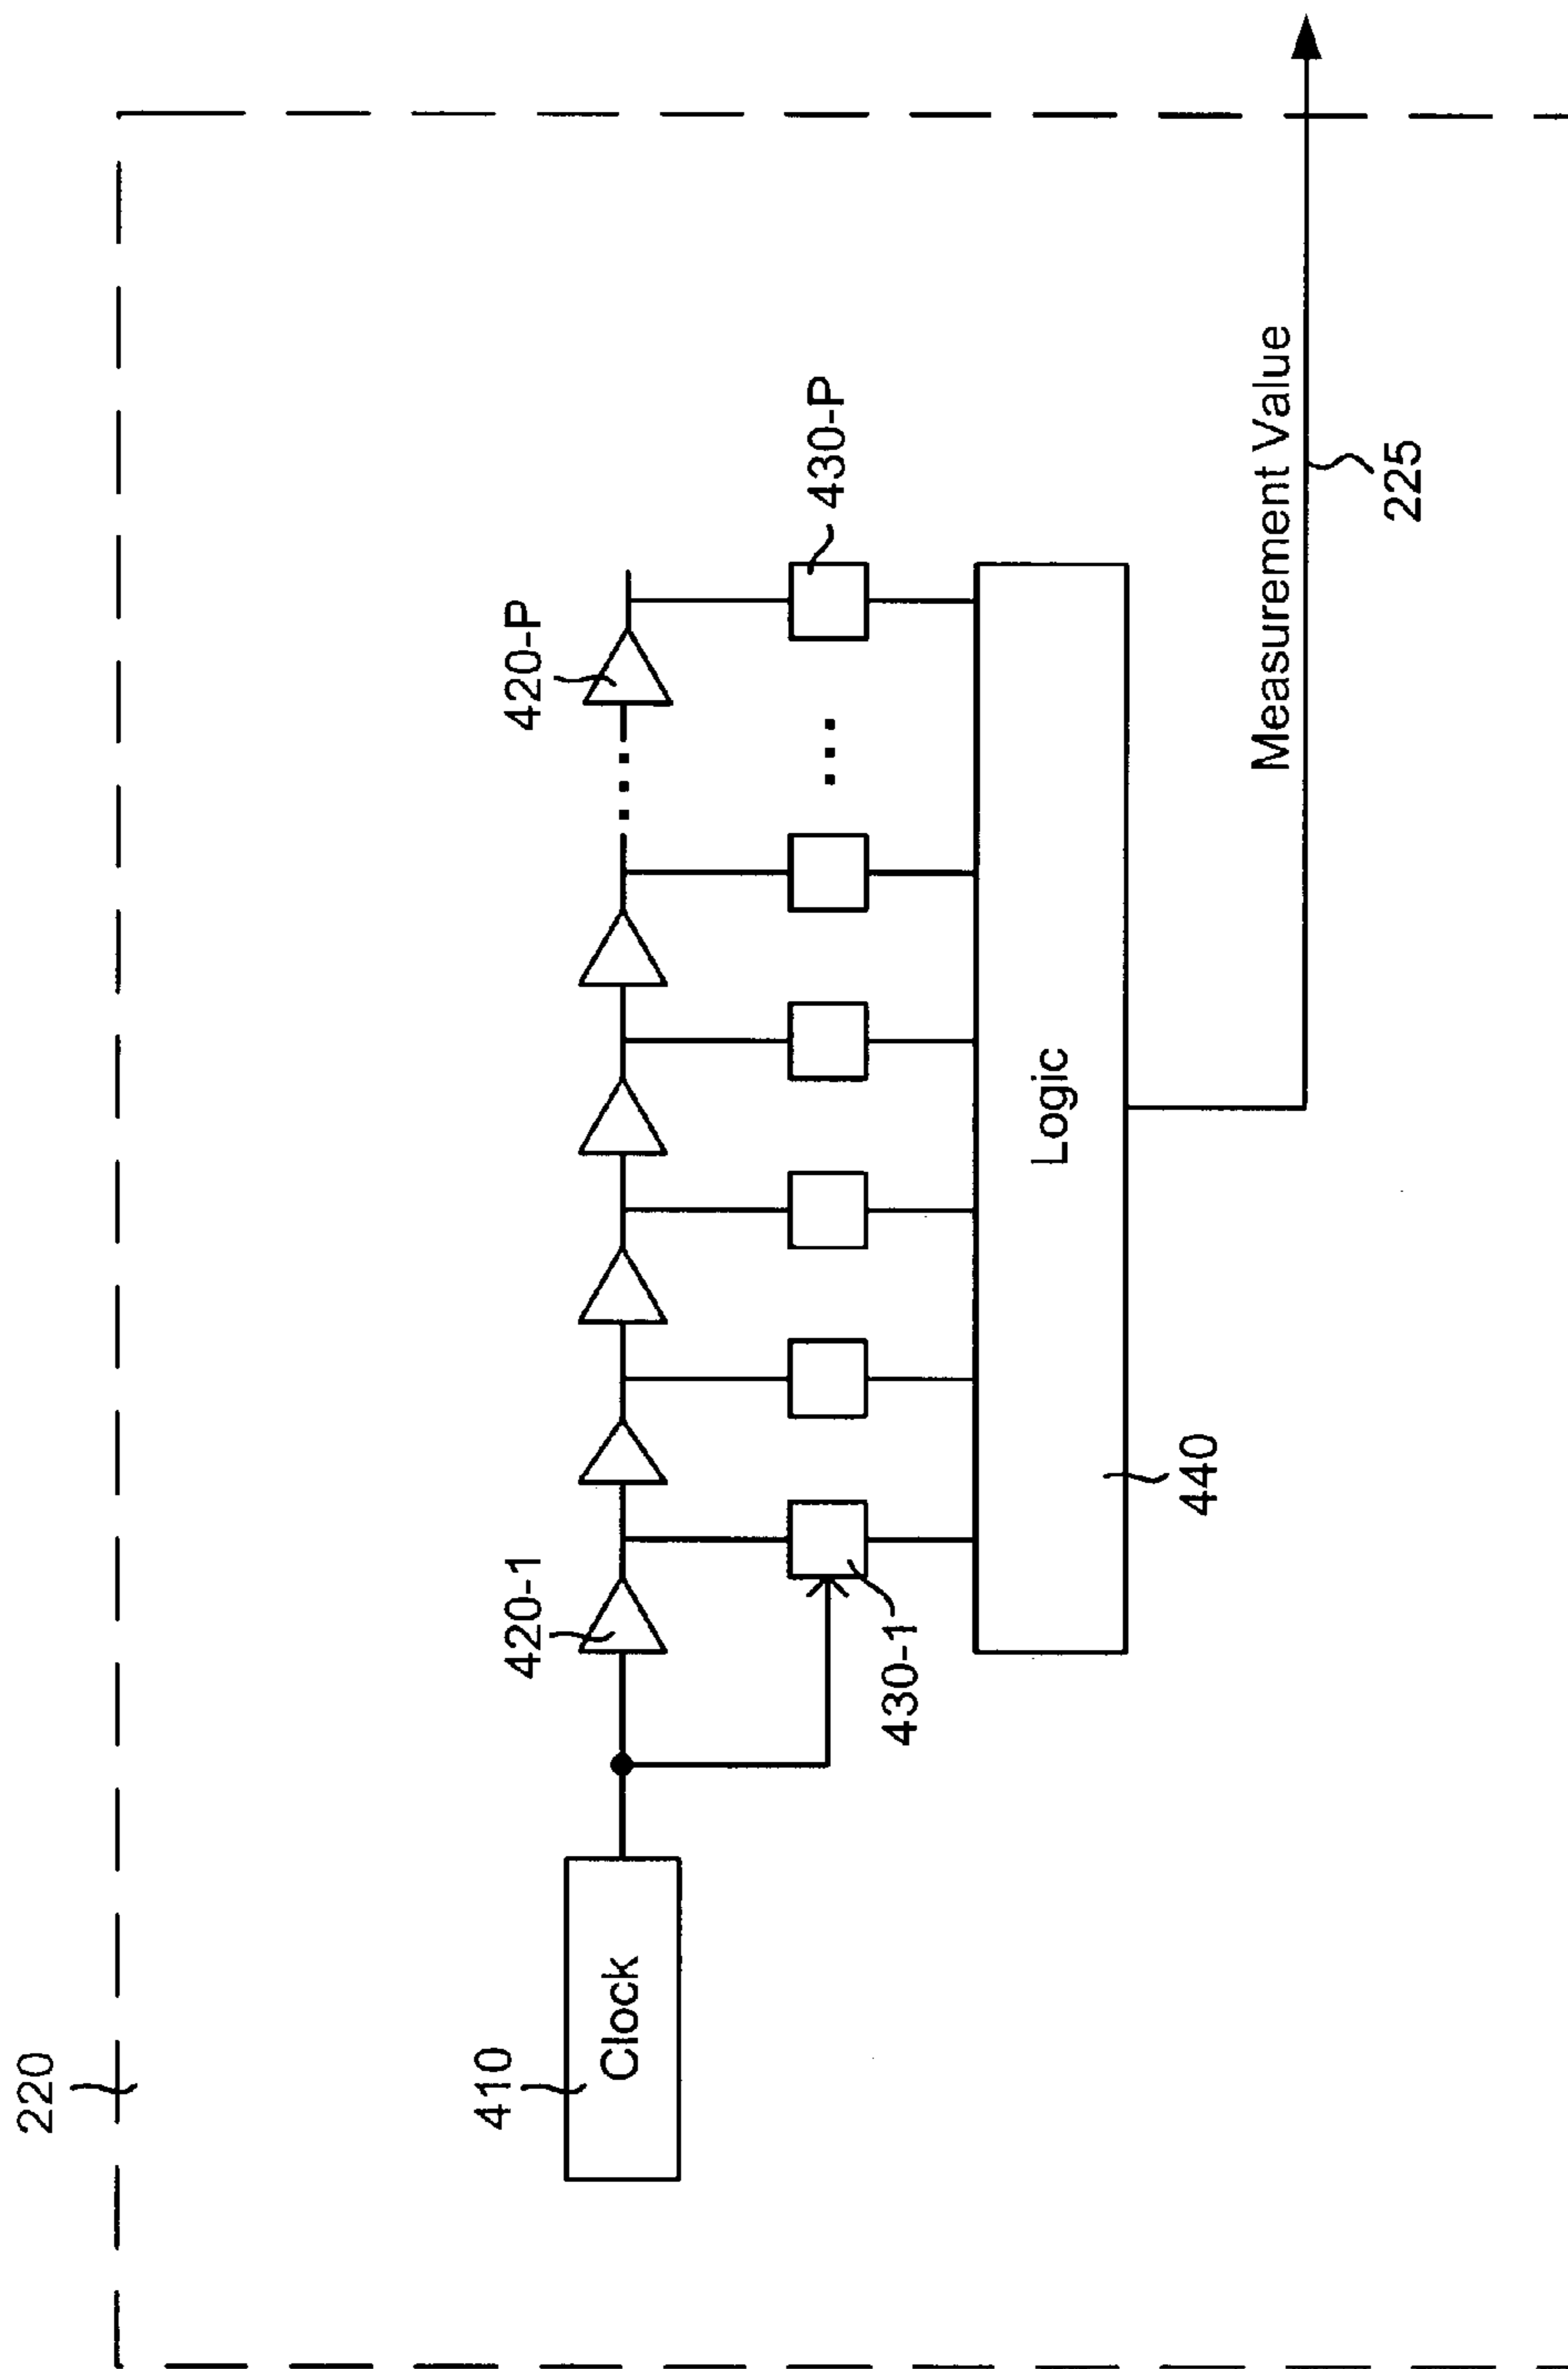 220
410
Clock
420-1
420-P
430-1
430-P
Logic
440
Measurement Value
225